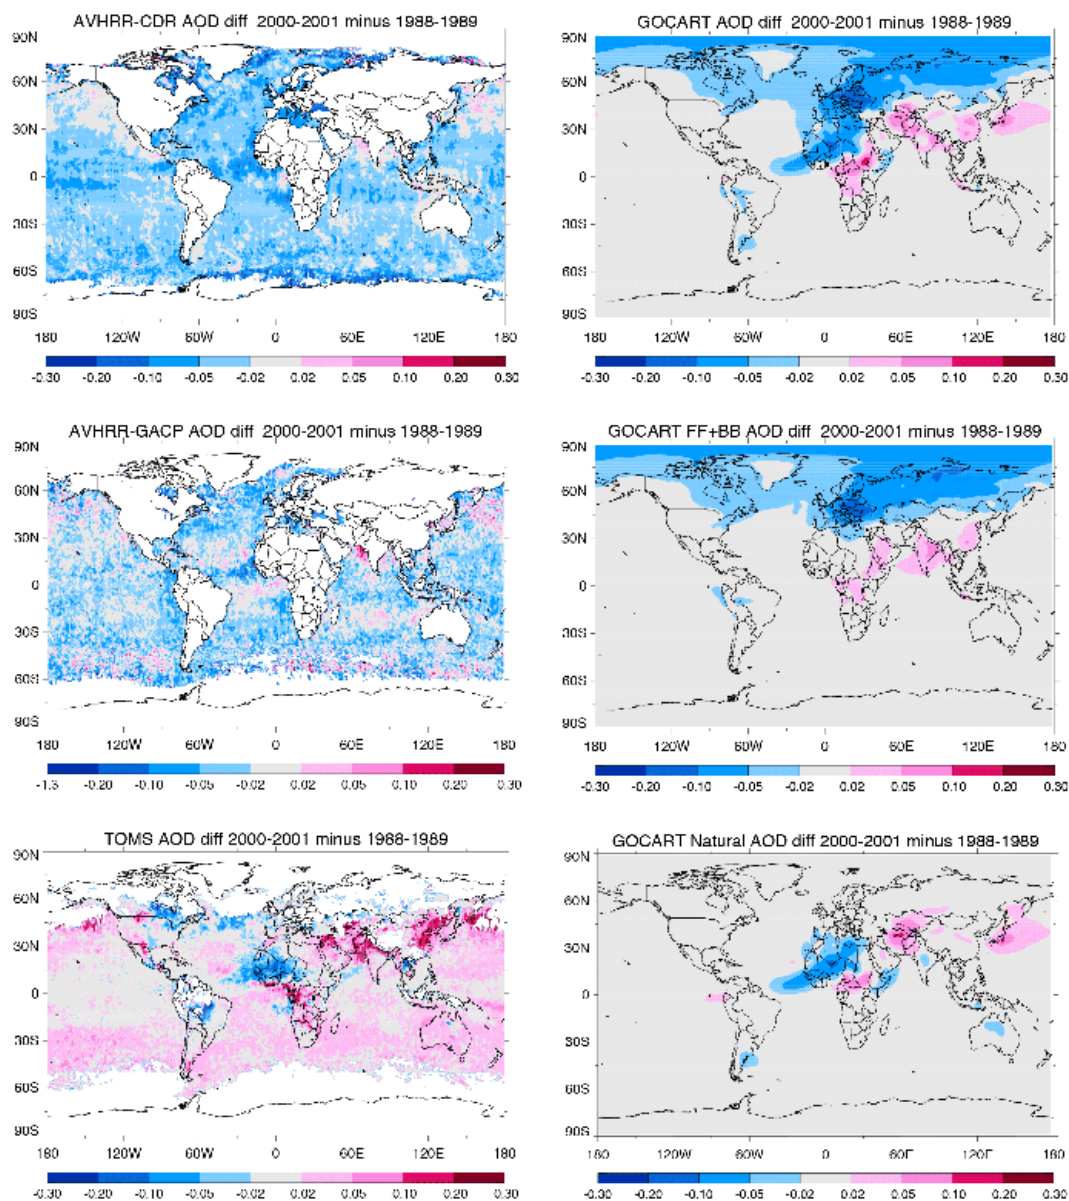 AVHRR-CDR AOD diff 2000-2001 minus 1988-1989
90N
60N
30N
0
30S
60S
90S
180 120W 60W 0 60E 120E 180
-0.30 -0.20 -0.10 -0.05 -0.02 0.02 0.05 0.10 0.20 0.30
GOCART AOD diff 2000-2001 minus 1988-1989
90N
60N
30N
0
30S
60S
90S
180 120W 60W 0 60E 120E 180
-0.30 -0.20 -0.10 -0.05 -0.02 0.02 0.05 0.10 0.20 0.30
AVHRR-GACP AOD diff 2000-2001 minus 1988-1989
90N
60N
30N
0
30S
60S
90S
180 120W 60W 0 60E 120E 180
-1.5 -0.20 -0.10 -0.05 -0.02 0.02 0.05 0.10 0.20 0.30
GOCART FF+BB AOD diff 2000-2001 minus 1988-1989
90N
60N
30N
0
30S
60S
90S
180 120W 60W 0 60E 120E 180
-0.30 -0.20 -0.10 -0.05 -0.02 0.02 0.05 0.10 0.20 0.30
TOMS AOD diff 2000-2001 minus 1988-1989
90N
60N
30N
0
30S
60S
90S
180 120W 60W 0 60E 120E 180
-0.30 -0.20 -0.10 -0.05 -0.02 0.02 0.05 0.10 0.20 0.30
GOCART Natural AOD diff 2000-2001 minus 1988-1989
90N
60N
30N
0
30S
60S
90S
180 120W 60W 0 60E 120E 180
-0.30 -0.20 -0.10 -0.05 -0.02 0.02 0.05 0.10 0.20 0.30